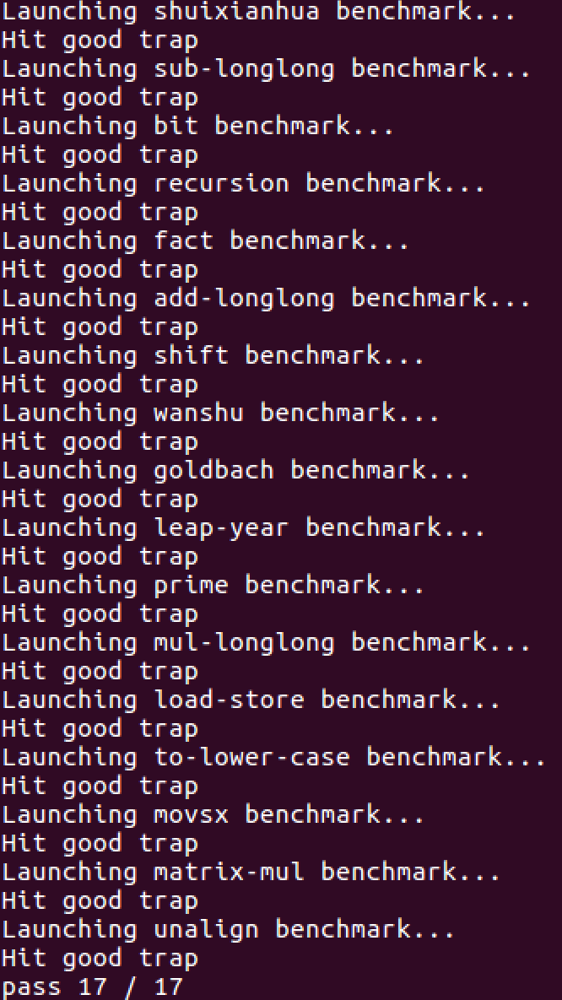 Launching shuixianhua benchmark...
Hit good trap
Launching sub-longlong benchmark...
Hit good trap
Launching bit benchmark...
Hit good trap
Launching recursion benchmark...
Hit good trap
Launching fact benchmark...
Hit good trap
Launching add-longlong benchmark...
Hit good trap
Launching shift benchmark...
Hit good trap
Launching wanshu benchmark...
Hit good trap
Launching goldbach benchmark...
Hit good trap
Launching leap-year benchmark...
Hit good trap
Launching prime benchmark...
Hit good trap
Launching mul-longlong benchmark...
Hit good trap
Launching load-store benchmark...
Hit good trap
Launching to-lower-case benchmark...
Hit good trap
Launching movsx benchmark...
Hit good trap
Launching matrix-mul benchmark...
Hit good trap
Launching unalign benchmark...
Hit good trap
pass 17 / 17